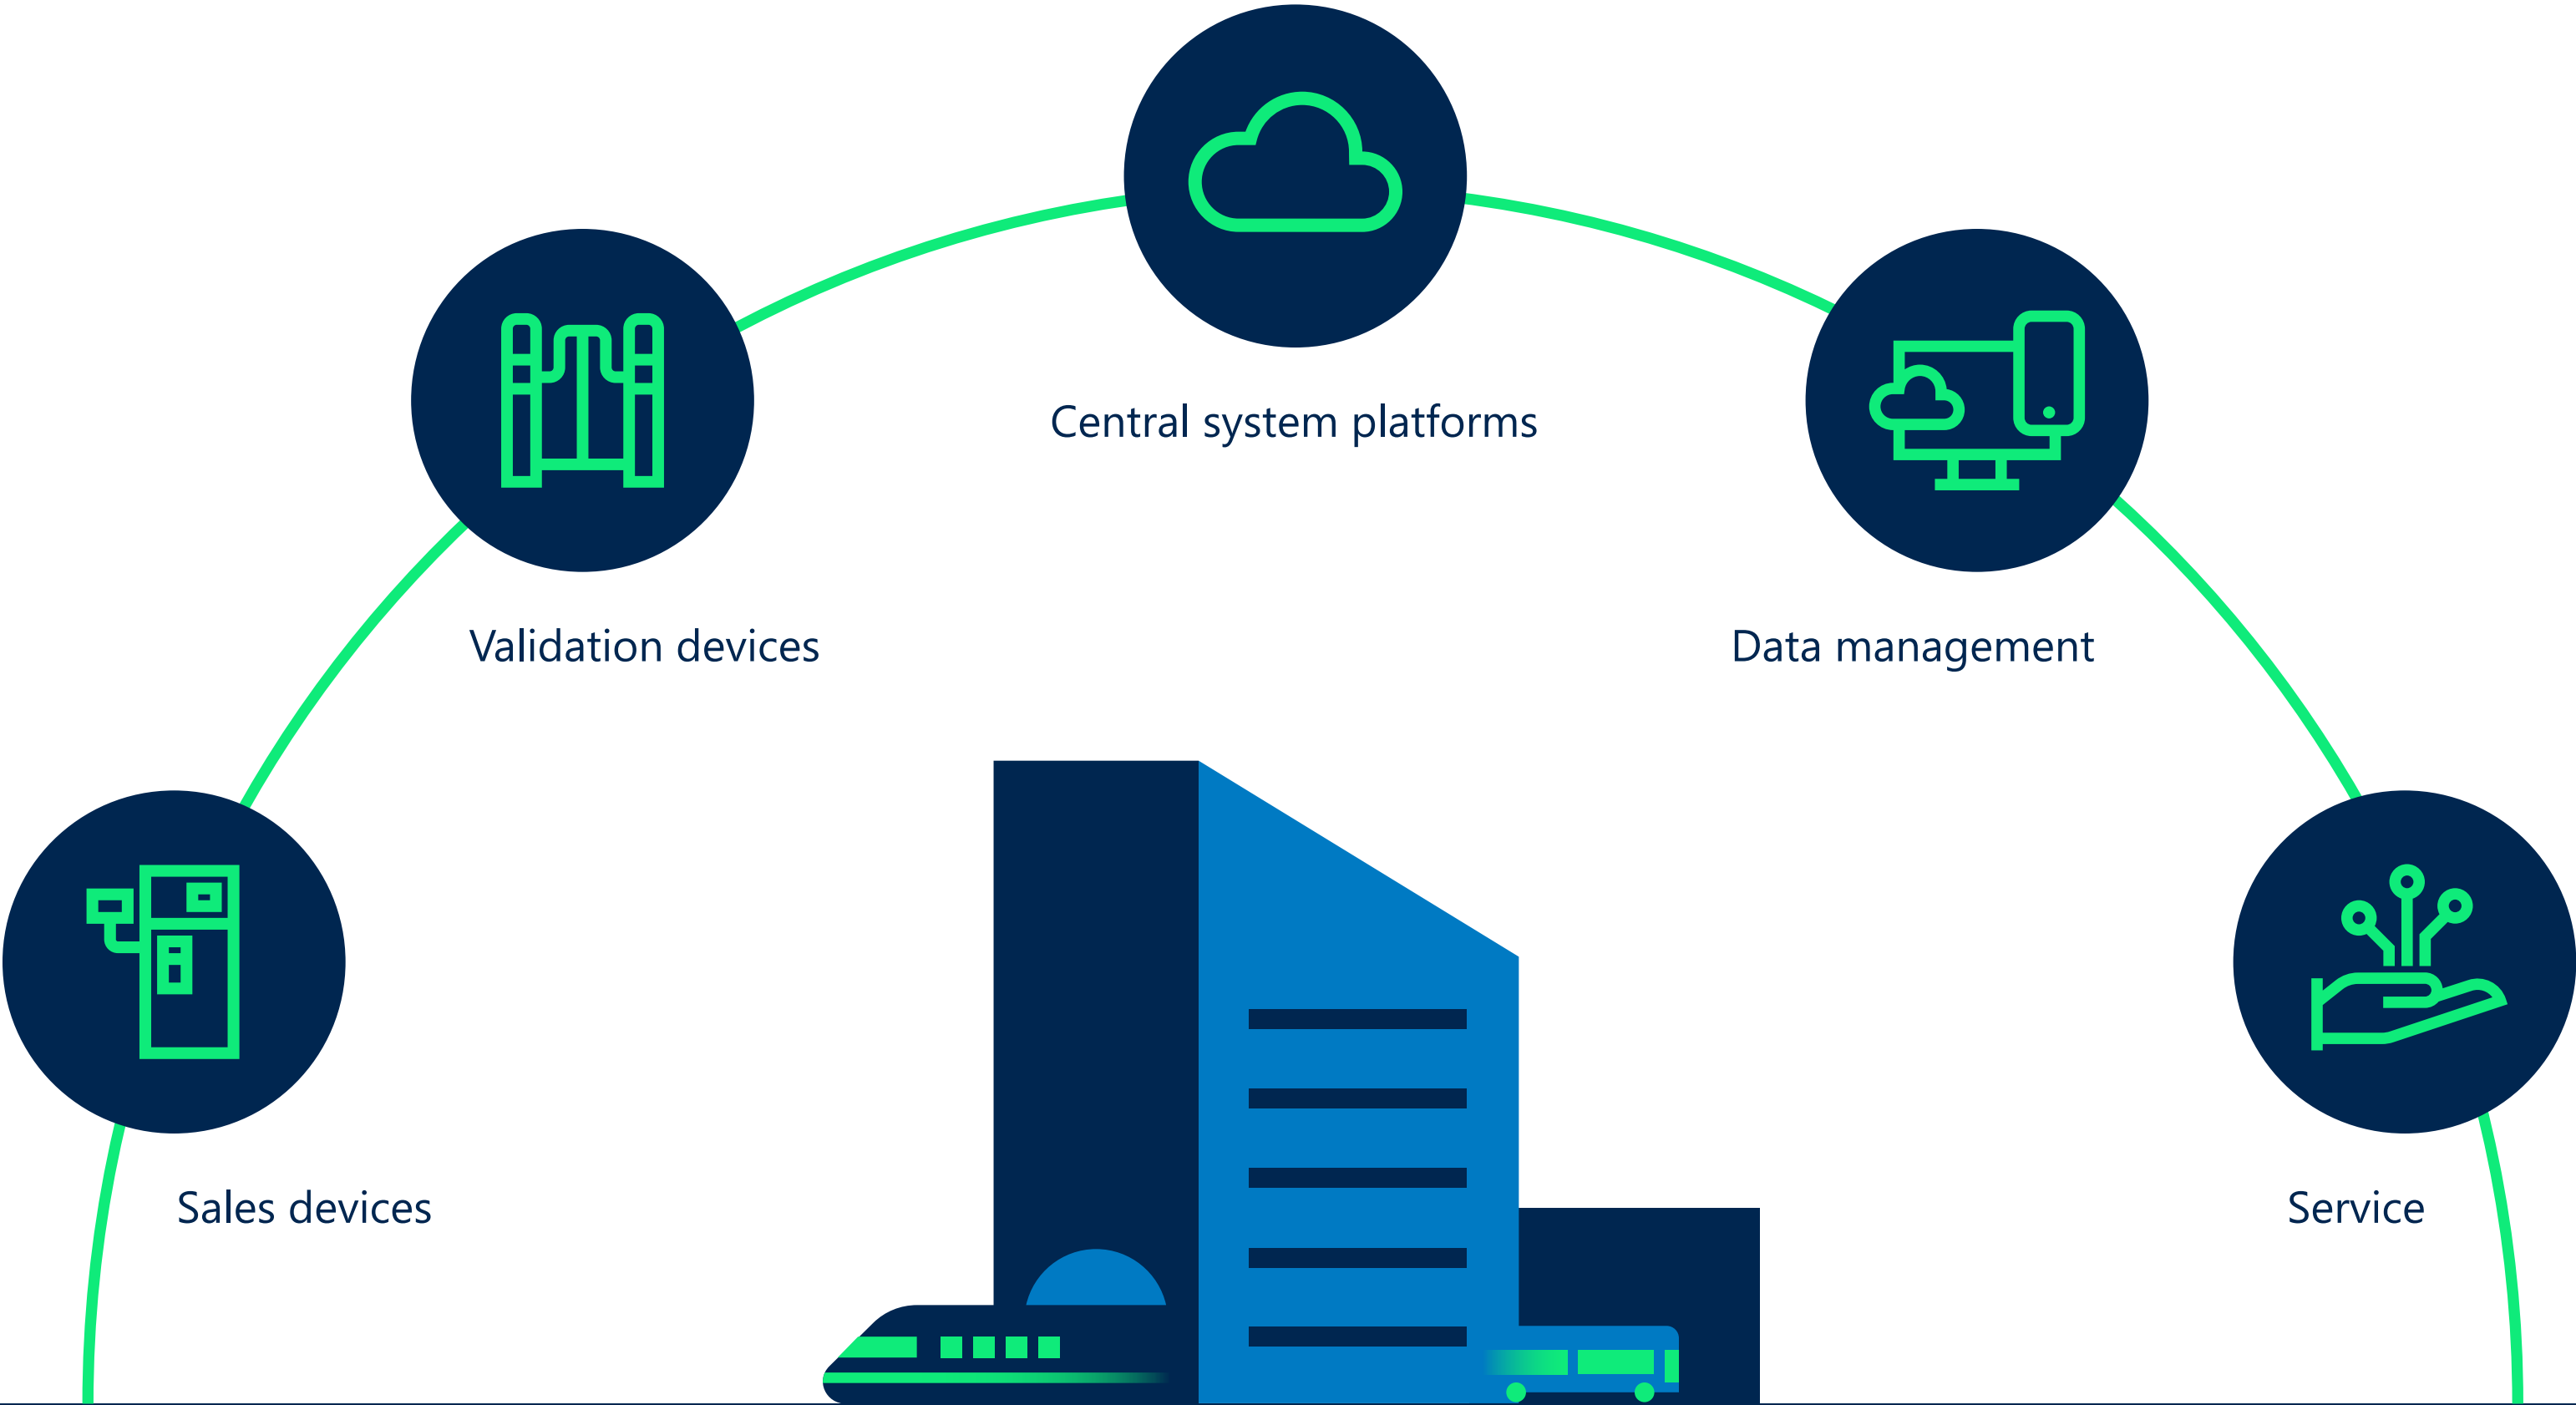 Central system platforms
Validation devices
Data management
Sales devices
Service